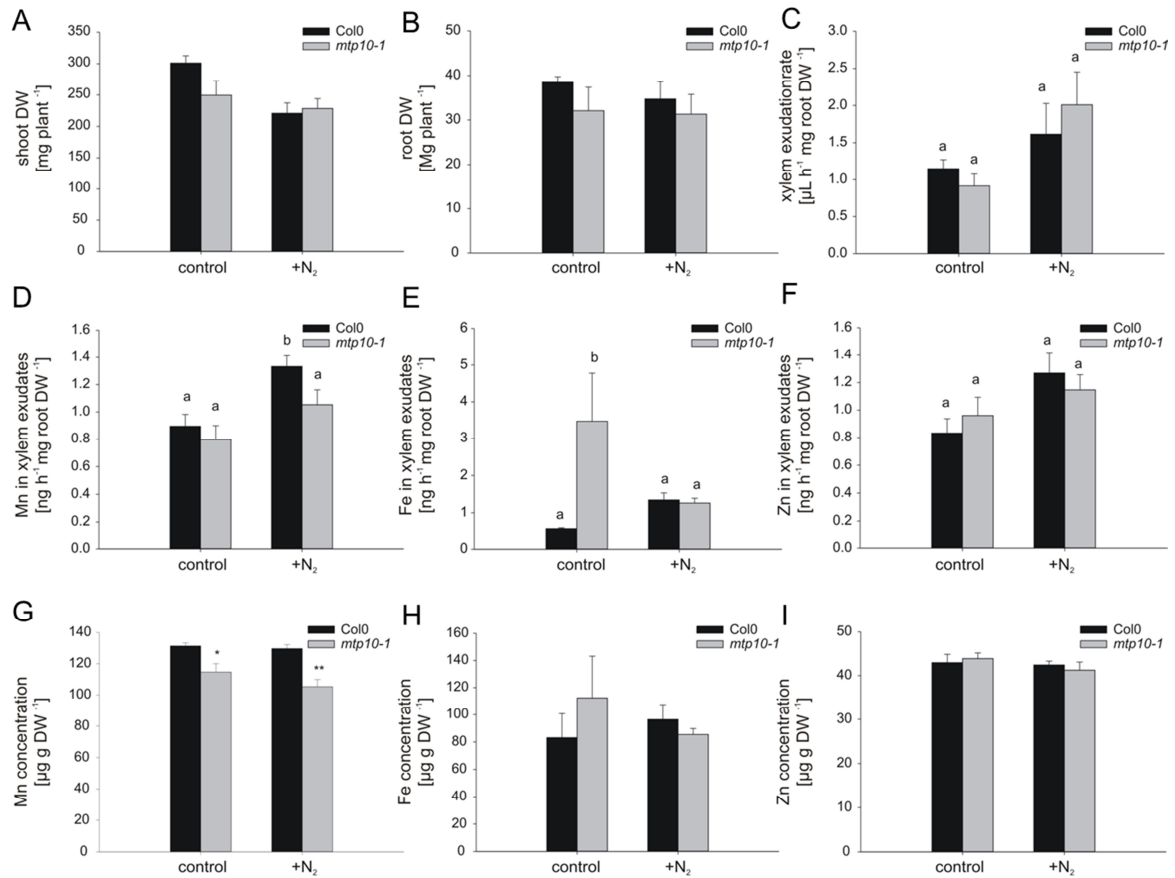 A
Col0
mtp10-1
shoot DW
[mg plant ⁻¹]
350
300
250
200
150
100
50
0
control
+N₂
B
Col0
mtp10-1
root DW
[Mg plant ⁻¹]
50
40
30
20
10
0
control
+N₂
C
Col0
mtp10-1
xylem exudationrate
[µL h⁻¹ mg root DW ⁻¹]
3.0
2.5
2.0
1.5
1.0
0.5
0.0
a
a
a
a
control
+N₂
D
Col0
mtp10-1
Mn in xylem exudates
[ng h⁻¹ mg root DW ⁻¹]
1.6
1.4
1.2
1.0
0.8
0.6
0.4
0.2
0.0
a
a
b
a
control
+N₂
E
Col0
mtp10-1
Fe in xylem exudates
[ng h⁻¹ mg root DW ⁻¹]
6
5
4
3
2
1
0
a
b
a
a
control
+N₂
F
Col0
mtp10-1
Zn in xylem exudates
[ng h⁻¹ mg root DW ⁻¹]
1.6
1.4
1.2
1.0
0.8
0.6
0.4
0.2
0.0
a
a
a
a
control
+N₂
G
Col0
mtp10-1
Mn concentration
[µg g DW ⁻¹]
140
120
100
80
60
40
20
0
*
**
control
+N₂
H
Col0
mtp10-1
Fe concentration
[µg g DW ⁻¹]
160
140
120
100
80
60
40
20
0
control
+N₂
I
Col0
mtp10-1
Zn concentration
[µg g DW ⁻¹]
50
40
30
20
10
0
control
+N₂